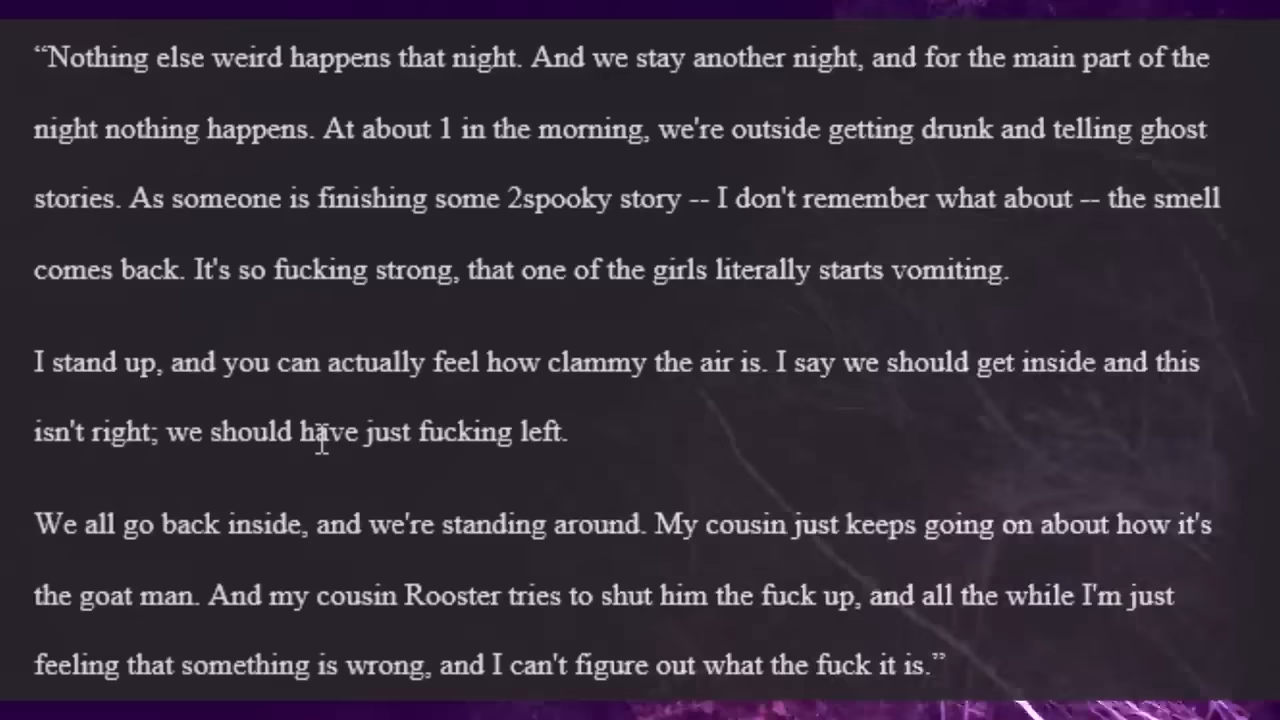 “Nothing else weird happens that night. And we stay another night, and for the main part of the
night nothing happens. At about 1 in the morning, we're outside getting drunk and telling ghost
stories. As someone is finishing some 2spooky story -- I don't remember what about -- the smell
comes back. It's so fucking strong, that one of the girls literally starts vomiting.
I stand up, and you can actually feel how clammy the air is. I say we should get inside and this
isn't right; we should have just fucking left.
We all go back inside, and we're standing around. My cousin just keeps going on about how it's
the goat man. And my cousin Rooster tries to shut him the fuck up, and all the while I'm just
feeling that something is wrong, and I can't figure out what the fuck it is.”